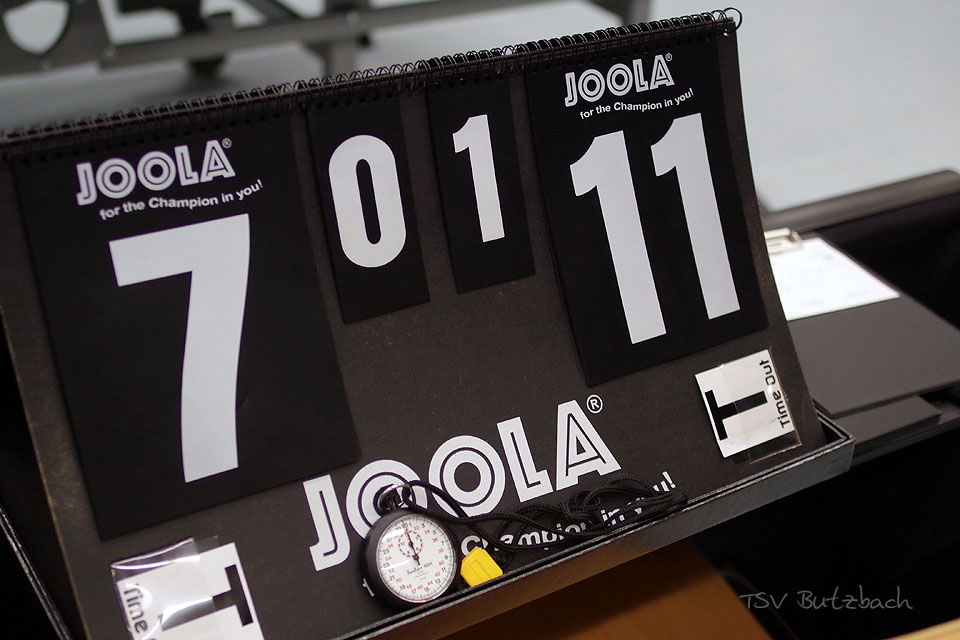 JOOLA®
for the Champion in you!
7
0
1
JOOLA®
for the Champion in you!
11
T
Time out
JOOLA®
Champion in you!
T
Time
TSV Butzbach